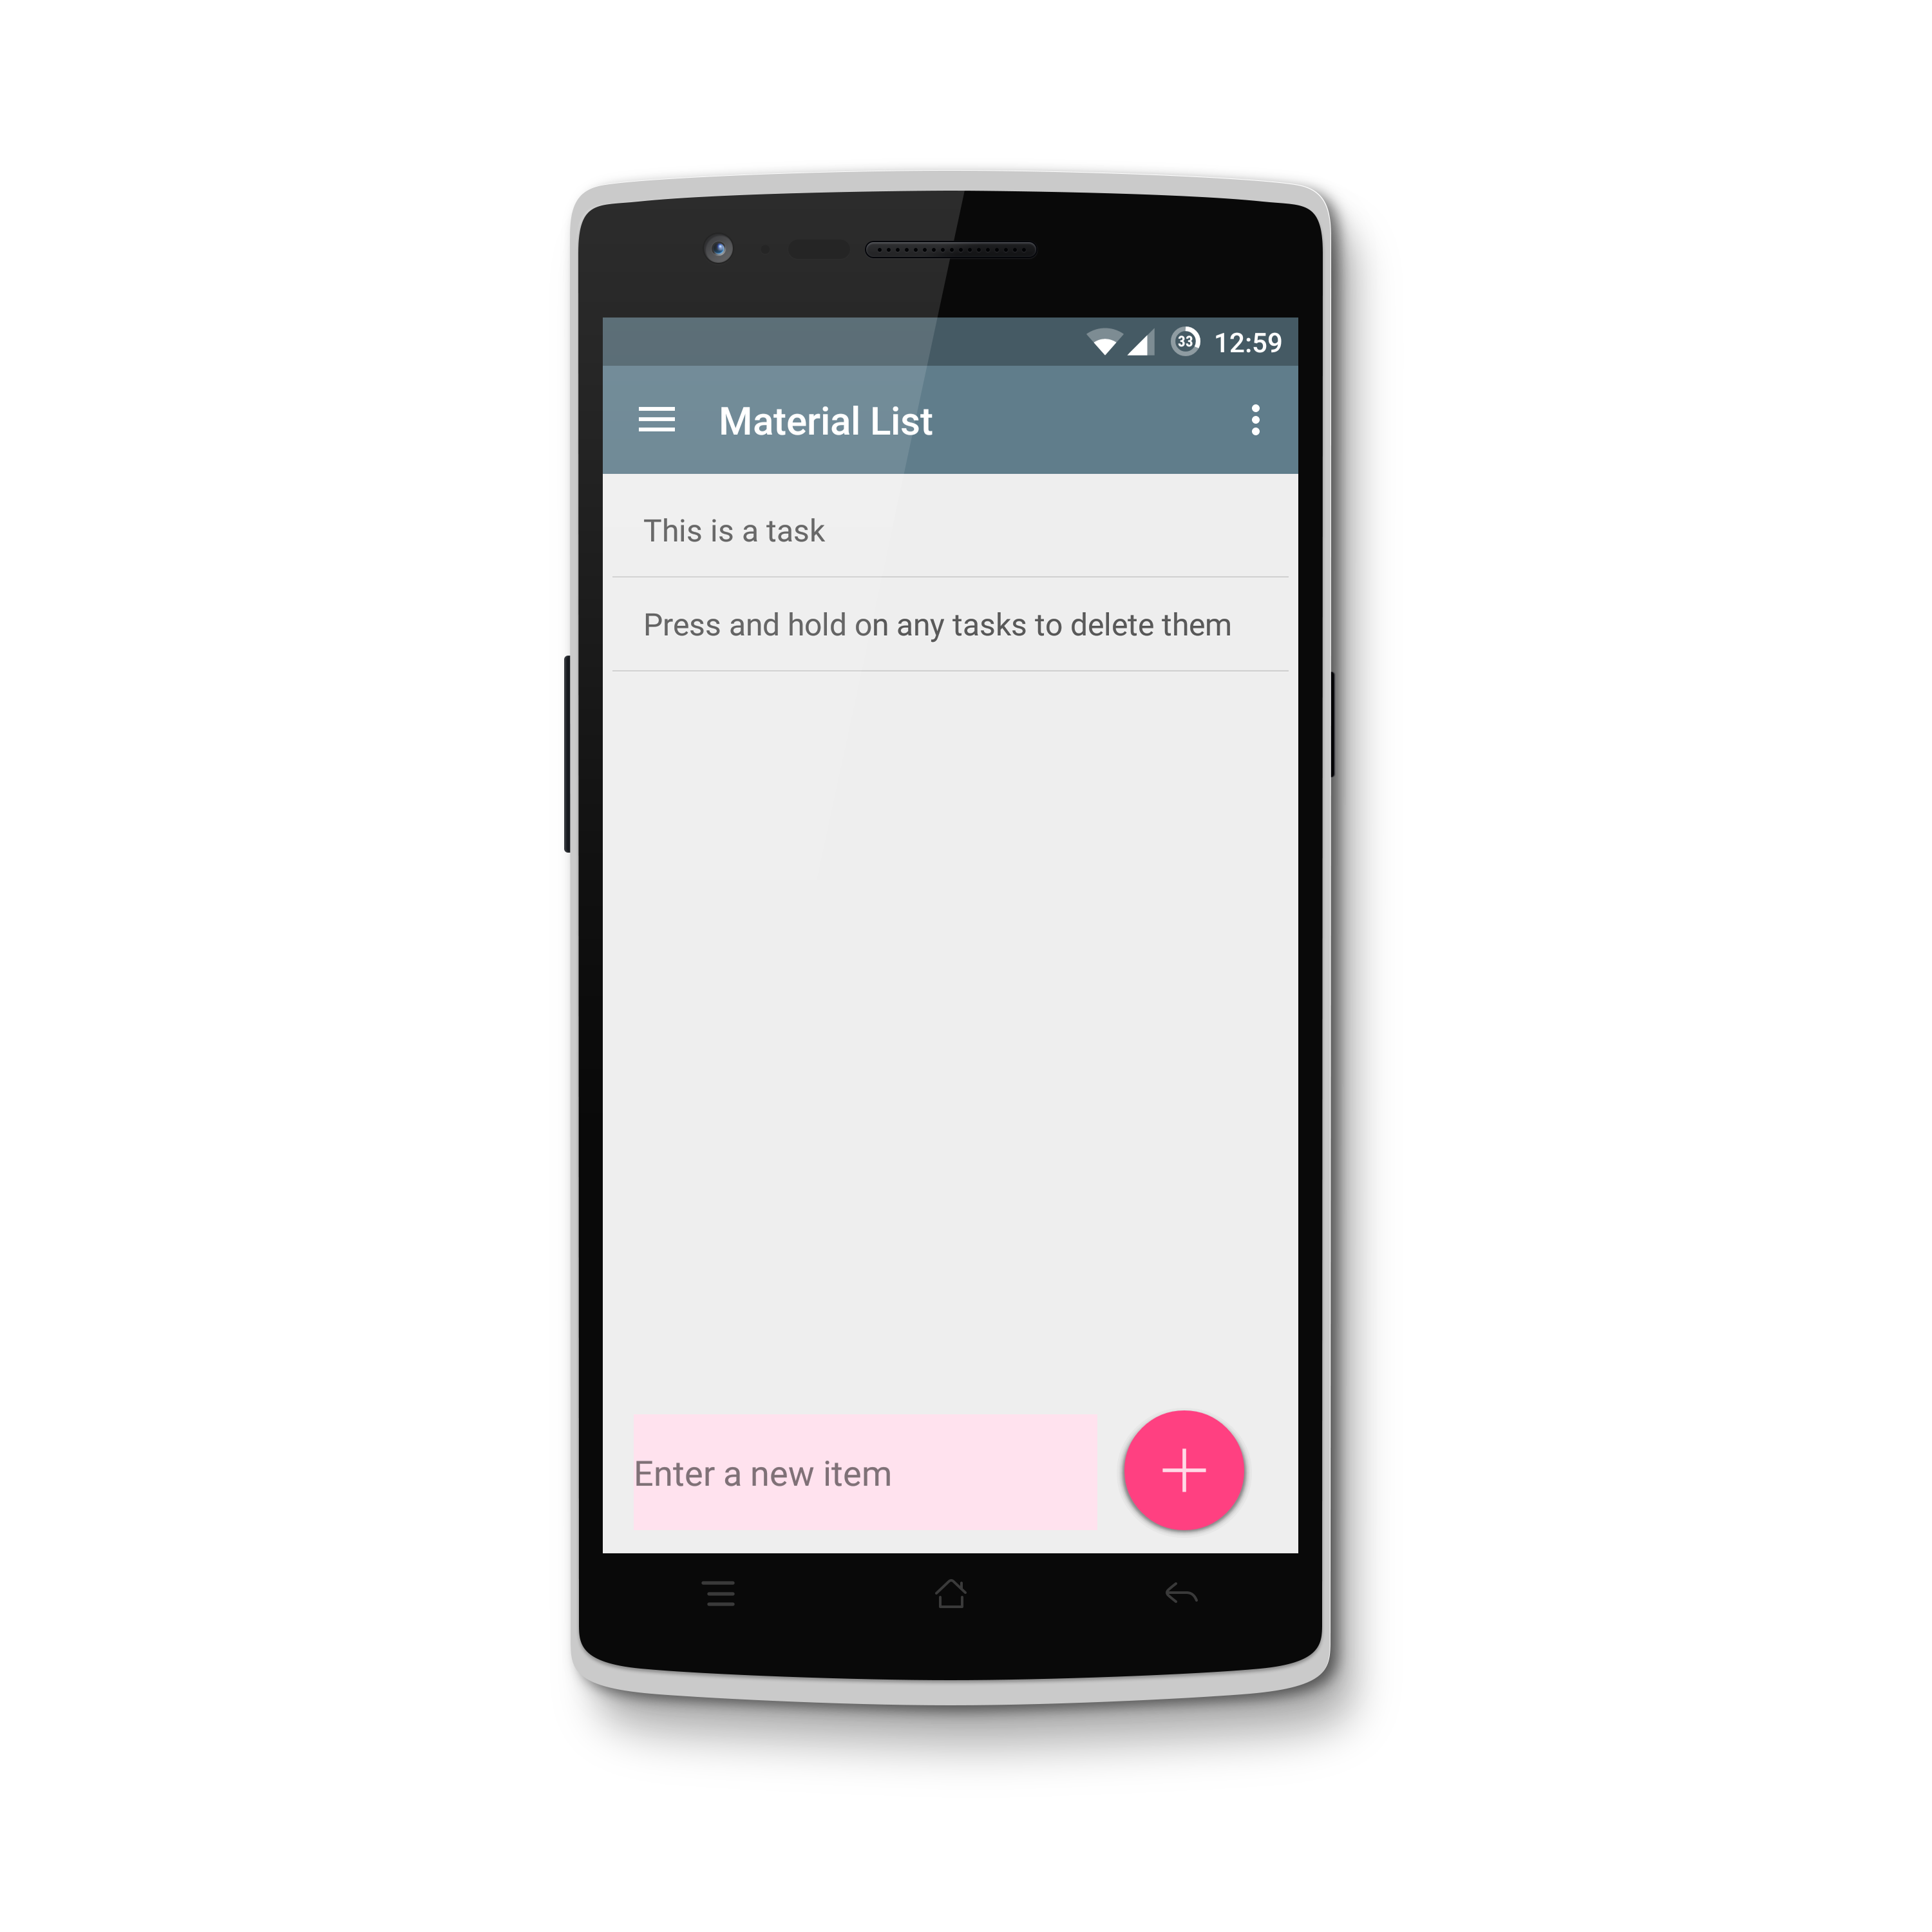 33 12:59
Material List
This is a task
Press and hold on any tasks to delete them
Enter a new item